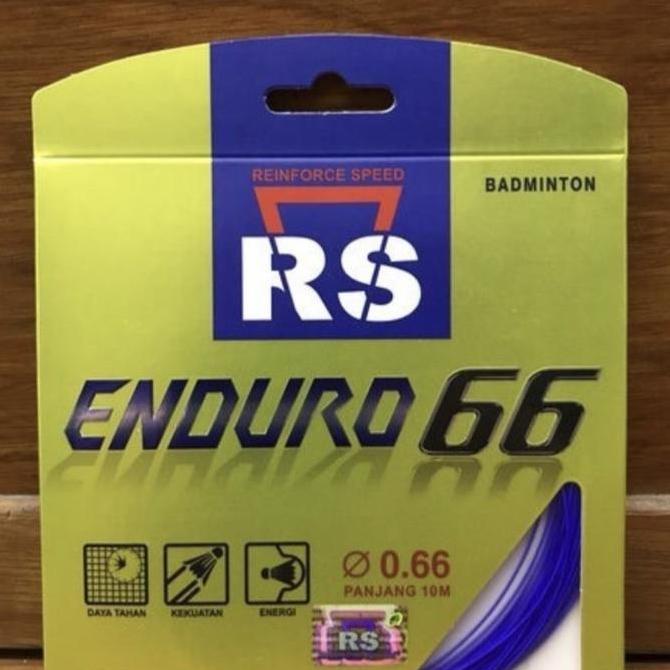 REINFORCE SPEED
BADMINTON
RS
ENDURO 66
DAYA TAHAN
KEKUATAN
ENERGI
Ø 0.66
PANJANG 10M
RS